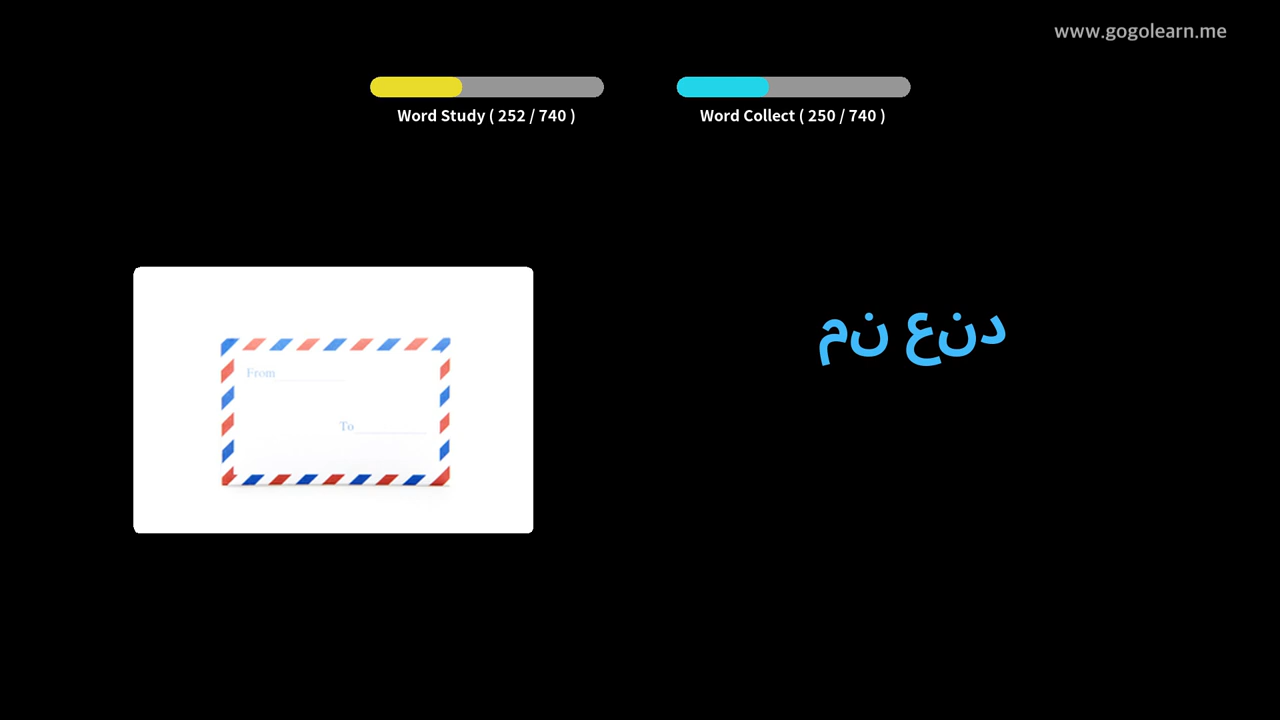 www.gogolearn.me
Word Study ( 252 / 740 )
Word Collect ( 250 / 740 )
From
To
من عند